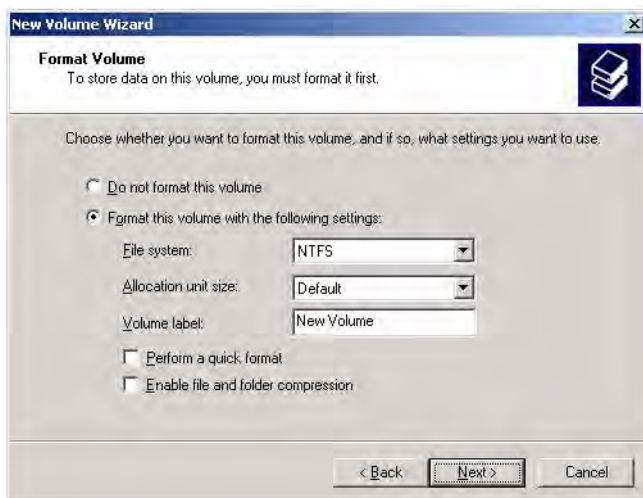 New Volume Wizard
Format Volume
To store data on this volume, you must format it first.
Choose whether you want to format this volume, and if so, what settings you want to use.
Do not format this volume
Format this volume with the following settings:
File system: NTFS
Allocation unit size: Default
Volume label: New Volume
Perform a quick format
Enable file and folder compression
< Back Next > Cancel